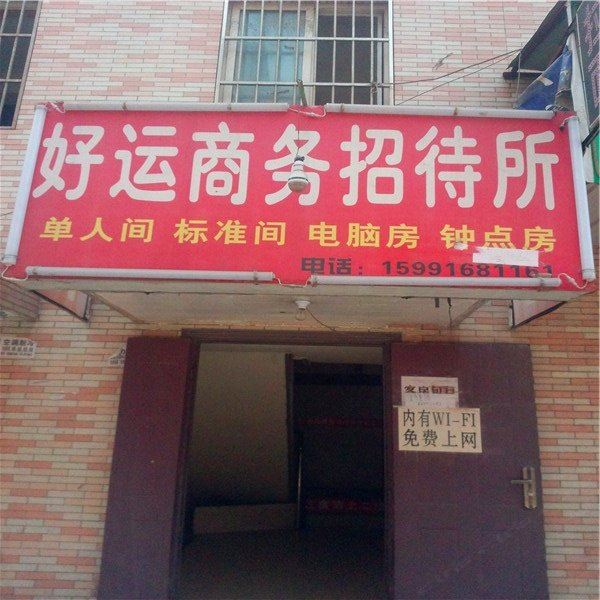 好运商务招待所
单人间 标准间 电脑房 钟点房
电话：15991681161
内有WI-FI
免费上网